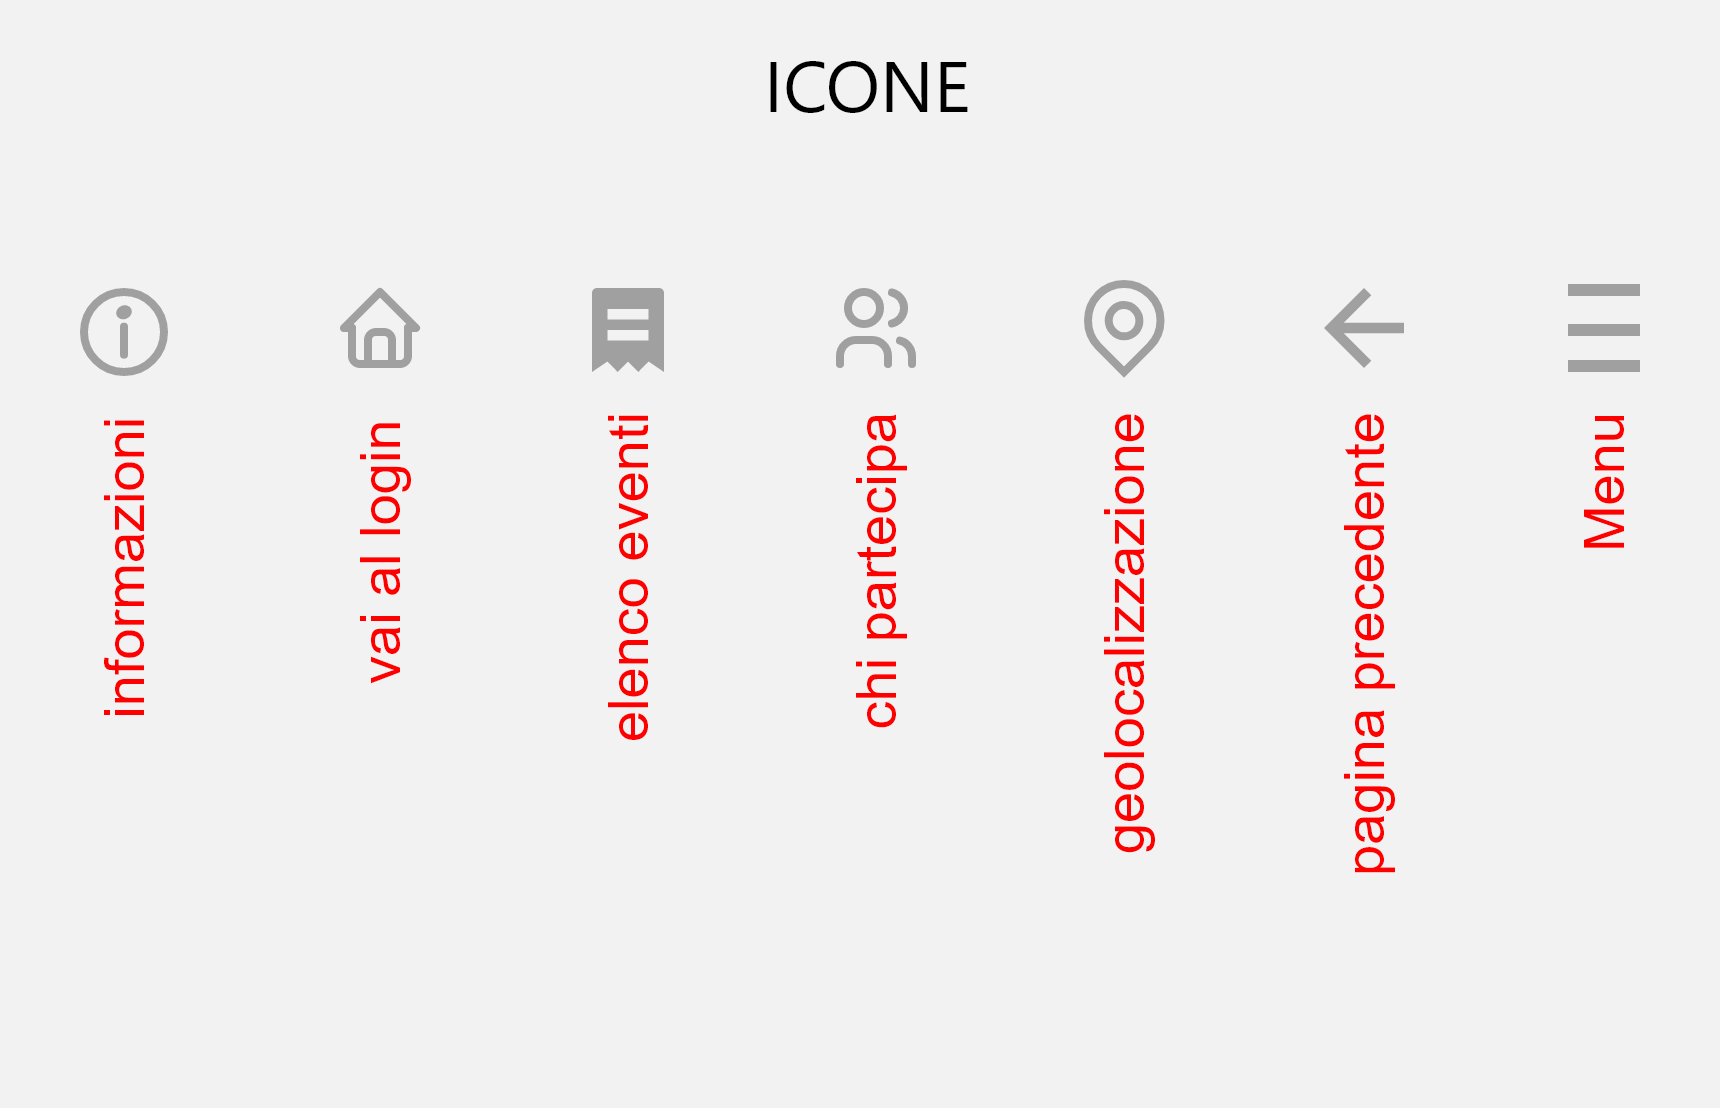 ICONE
informazioni
vai al login
elenco eventi
chi partecipa
geolocalizzazione
pagina precedente
Menu